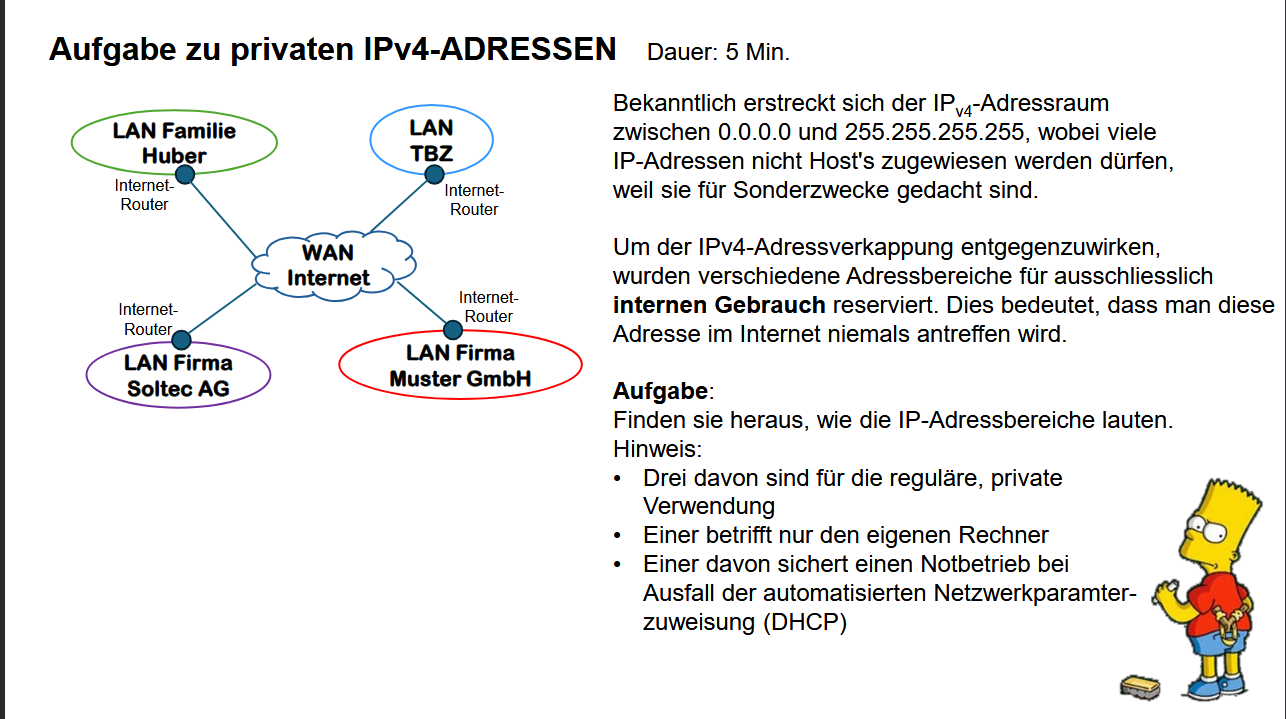 Aufgabe zu privaten IPv4-ADRESSEN Dauer: 5 Min.
LAN Familie
Huber
Internet-
Router
LAN
TBZ
Internet-
Router
WAN
Internet
Internet-
Router
LAN Firma
Soltec AG
Internet-
Router
LAN Firma
Muster GmbH
Bekanntlich erstreckt sich der IPv4-Adressraum
zwischen 0.0.0.0 und 255.255.255.255, wobei viele
IP-Adressen nicht Host's zugewiesen werden dürfen,
weil sie für Sonderzwecke gedacht sind.
Um der IPv4-Adressverkappung entgegenzuwirken,
wurden verschiedene Adressbereiche für ausschliesslich
internen Gebrauch reserviert. Dies bedeutet, dass man diese
Adresse im Internet niemals antreffen wird.
Aufgabe:
Finden sie heraus, wie die IP-Adressbereiche lauten.
Hinweis:
• Drei davon sind für die reguläre, private
Verwendung
• Einer betrifft nur den eigenen Rechner
• Einer davon sichert einen Notbetrieb bei
Ausfall der automatisierten Netzwerkparamter-
zuweisung (DHCP)